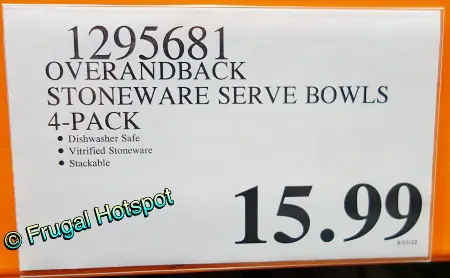 1295681
OVERANDBACK
STONEWARE SERVE BOWLS
4-PACK
• Dishwasher Safe
• Vitrified Stoneware
• Stackable
15.99
© Frugal Hotspot